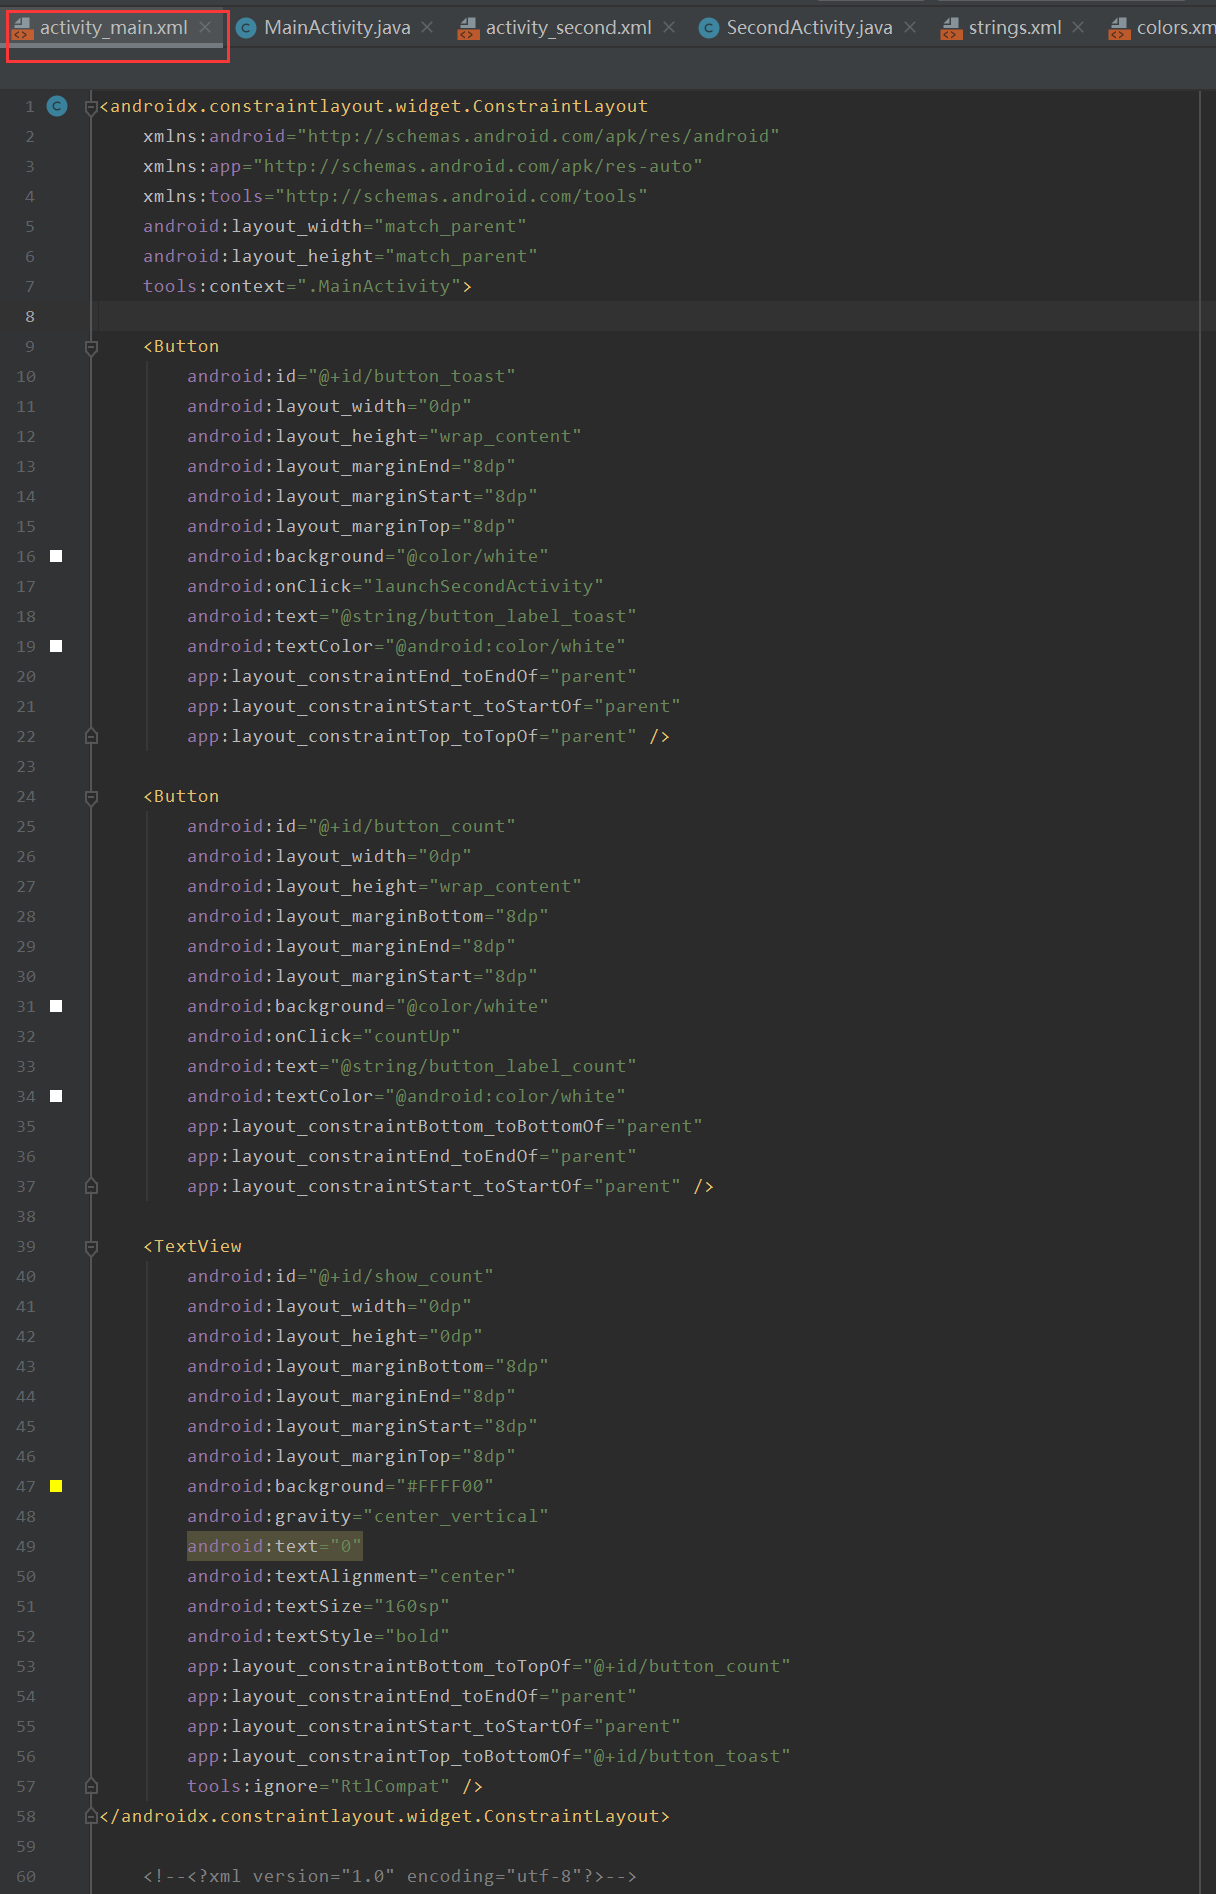 activity_main.xml MainActivity.java activity_second.xml SecondActivity.java strings.xml colors.xm
1 <androidx.constraintlayout.widget.ConstraintLayout
2 xmlns:android="http://schemas.android.com/apk/res/android"
3 xmlns:app="http://schemas.android.com/apk/res-auto"
4 xmlns:tools="http://schemas.android.com/tools"
5 android:layout_width="match_parent"
6 android:layout_height="match_parent"
7 tools:context=".MainActivity">
8
9 <Button
10 android:id="@+id/button_toast"
11 android:layout_width="0dp"
12 android:layout_height="wrap_content"
13 android:layout_marginEnd="8dp"
14 android:layout_marginStart="8dp"
15 android:layout_marginTop="8dp"
16 android:background="@color/white"
17 android:onClick="launchSecondActivity"
18 android:text="@string/button_label_toast"
19 android:textColor="@android:color/white"
20 app:layout_constraintEnd_toEndOf="parent"
21 app:layout_constraintStart_toStartOf="parent"
22 app:layout_constraintTop_toTopOf="parent" />
23
24 <Button
25 android:id="@+id/button_count"
26 android:layout_width="0dp"
27 android:layout_height="wrap_content"
28 android:layout_marginBottom="8dp"
29 android:layout_marginEnd="8dp"
30 android:layout_marginStart="8dp"
31 android:background="@color/white"
32 android:onClick="countUp"
33 android:text="@string/button_label_count"
34 android:textColor="@android:color/white"
35 app:layout_constraintBottom_toBottomOf="parent"
36 app:layout_constraintEnd_toEndOf="parent"
37 app:layout_constraintStart_toStartOf="parent" />
38
39 <TextView
40 android:id="@+id/show_count"
41 android:layout_width="0dp"
42 android:layout_height="0dp"
43 android:layout_marginBottom="8dp"
44 android:layout_marginEnd="8dp"
45 android:layout_marginStart="8dp"
46 android:layout_marginTop="8dp"
47 android:background="#FFFF00"
48 android:gravity="center_vertical"
49 android:text="0"
50 android:textAlignment="center"
51 android:textSize="160sp"
52 android:textStyle="bold"
53 app:layout_constraintBottom_toTopOf="@+id/button_count"
54 app:layout_constraintEnd_toEndOf="parent"
55 app:layout_constraintStart_toStartOf="parent"
56 app:layout_constraintTop_toBottomOf="@+id/button_toast"
57 tools:ignore="RtlCompat" />
58 </androidx.constraintlayout.widget.ConstraintLayout>
59
60 <!--<?xml version="1.0" encoding="utf-8"?>-->